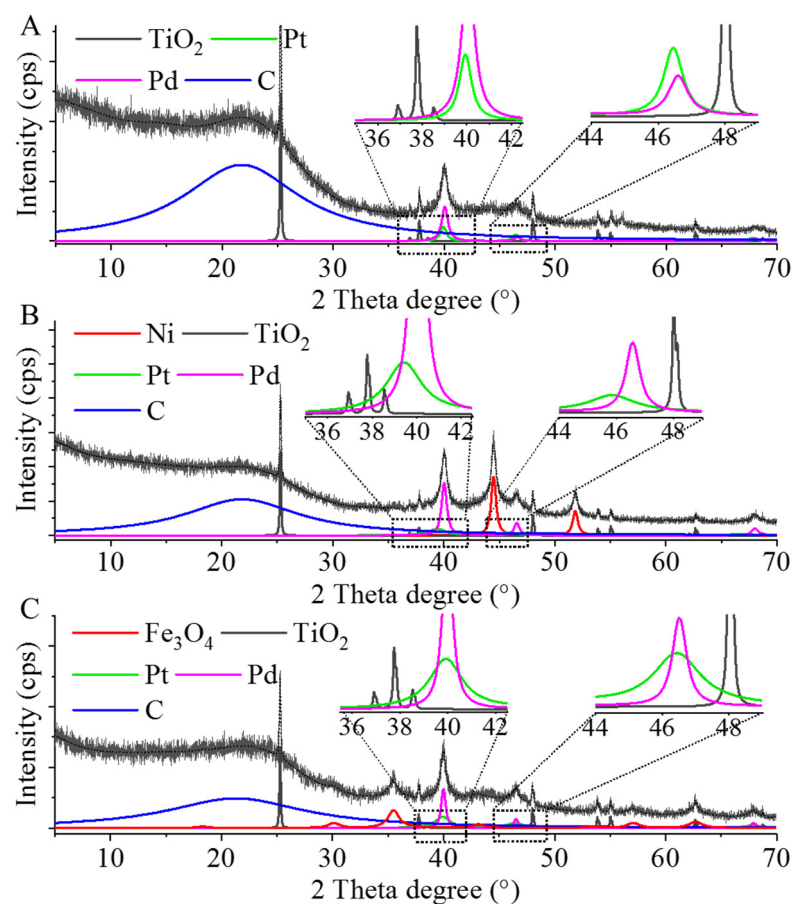 A
TiO2 Pt
Pd C
36 38 40 42
44 46 48
Intensity (cps)
10 20 30 40 50 60 70
2 Theta degree (°)
B
Ni TiO2
Pt Pd
C
36 38 40 42
44 46 48
Intensity (cps)
10 20 30 40 50 60 70
2 Theta degree (°)
C
Fe3O4 TiO2
Pt Pd
C
36 38 40 42
44 46 48
Intensity (cps)
10 20 30 40 50 60 70
2 Theta degree (°)